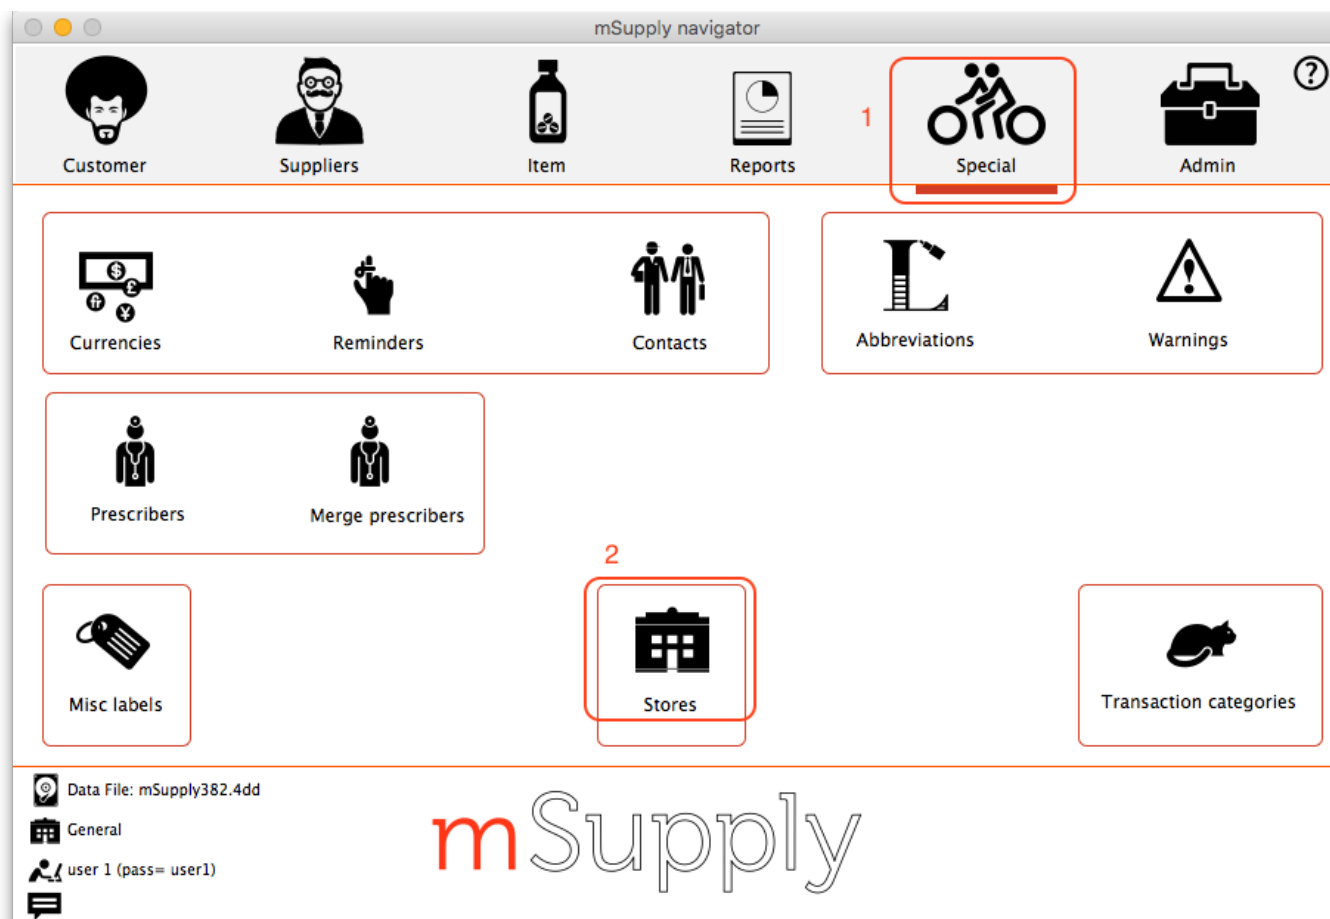 mSupply navigator
1
Customer
Suppliers
Item
Reports
Special
Admin
?
Currencies
Reminders
Contacts
Abbreviations
Warnings
Prescribers
Merge prescribers
2
Misc labels
Stores
Transaction categories
Data File: mSupply382.4dd
General
user 1 (pass= user1)
mSupply